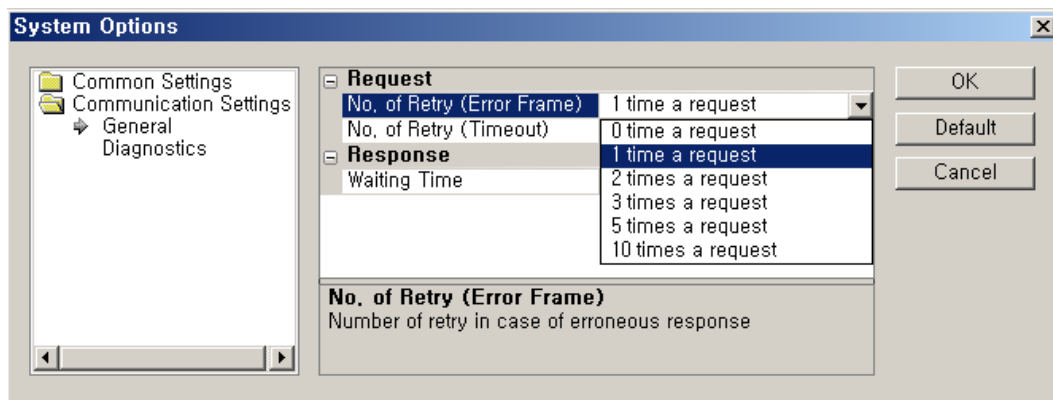 System Options
Common Settings
Communication Settings
General
Diagnostics
Request
No. of Retry (Error Frame) 1 time a request
No. of Retry (Timeout)
Response
Waiting Time
0 time a request
1 time a request
2 times a request
3 times a request
5 times a request
10 times a request
No. of Retry (Error Frame)
Number of retry in case of erroneous response
OK
Default
Cancel